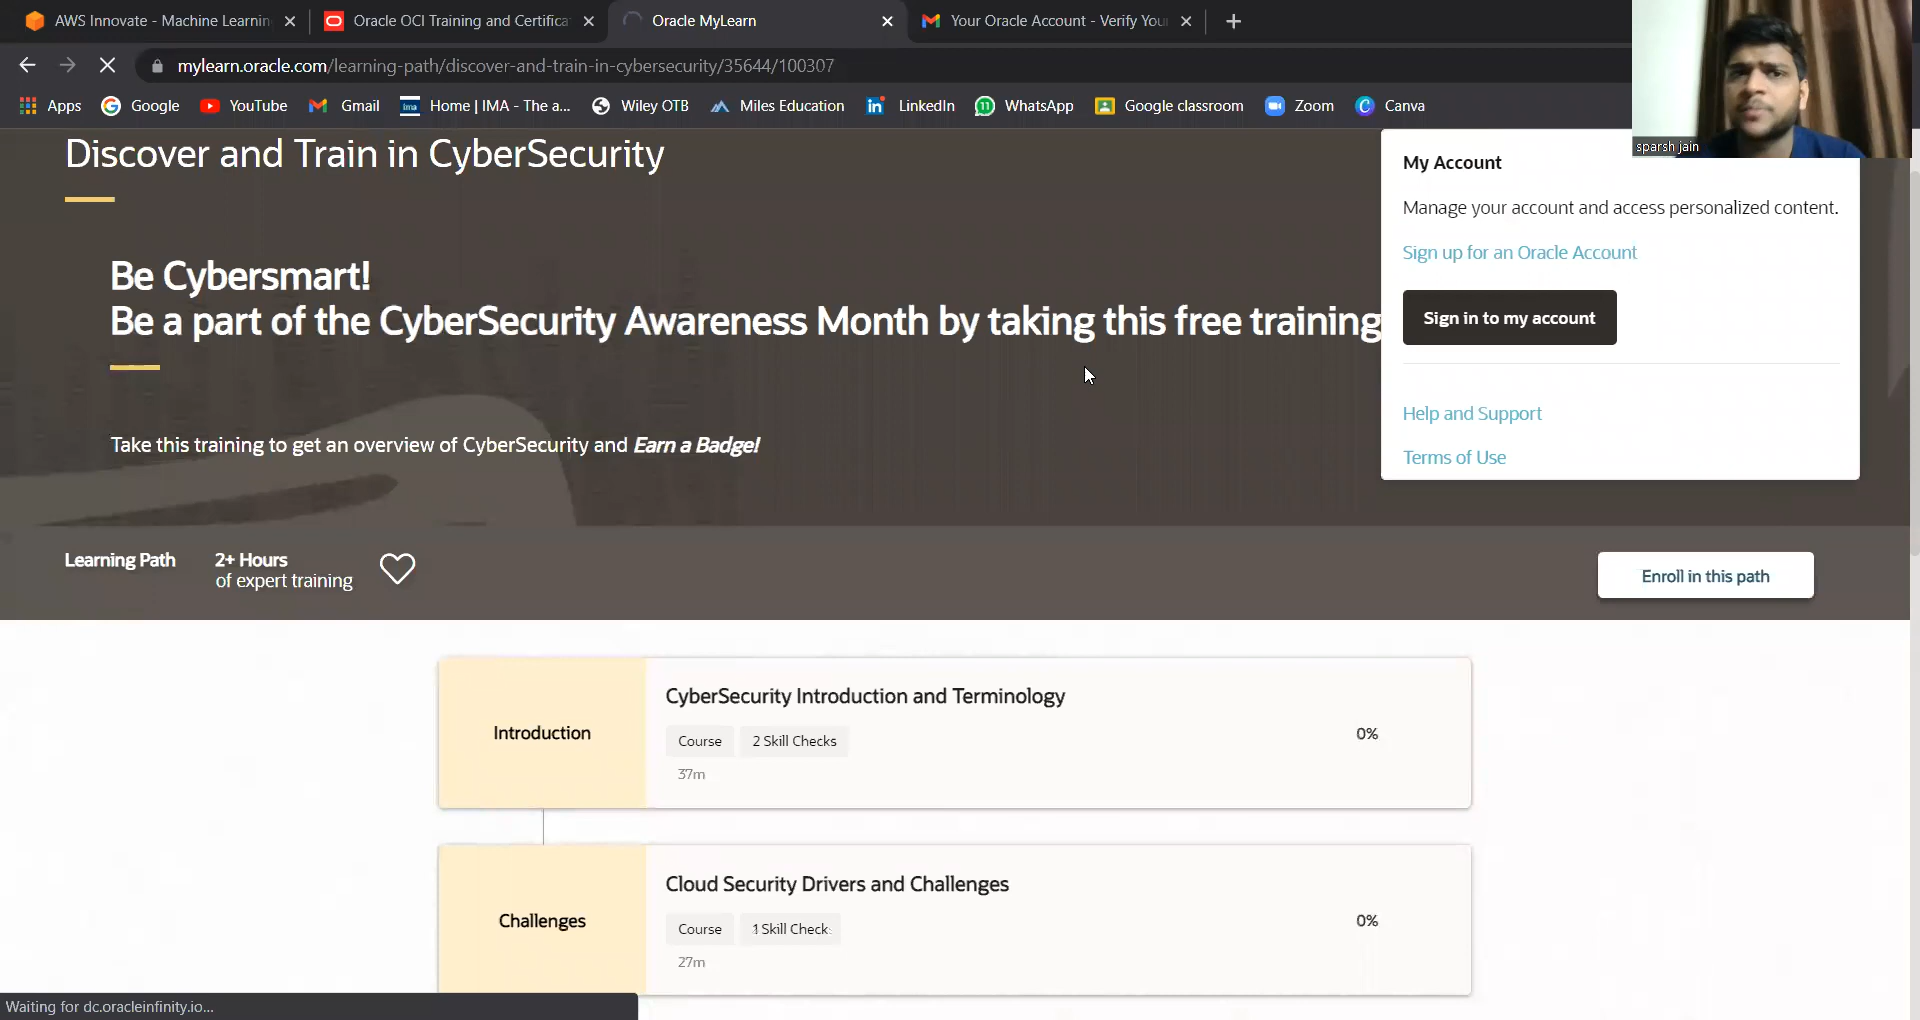 AWS Innovate - Machine Learnin
Oracle OCI Training and Certifica
Oracle MyLearn
Your Oracle Account - Verify You
mylearn.oracle.com/learning-path/discover-and-train-in-cybersecurity/35644/100307
Apps
Google
YouTube
Gmail
ima
Home | IMA - The a...
Wiley OTB
Miles Education
in
LinkedIn
11
WhatsApp
Google classroom
Zoom
Canva
sparsh jain
Discover and Train in CyberSecurity
Be Cybersmart!
Be a part of the CyberSecurity Awareness Month by taking this free training
Take this training to get an overview of CyberSecurity and Earn a Badge!
My Account
Manage your account and access personalized content.
Sign up for an Oracle Account
Sign in to my account
Help and Support
Terms of Use
Learning Path
2+ Hours
of expert training
Enroll in this path
Introduction
CyberSecurity Introduction and Terminology
Course
2 Skill Checks
37m
0%
Challenges
Cloud Security Drivers and Challenges
Course
1 Skill Check
27m
0%
Waiting for dc.oracleinfinity.io...